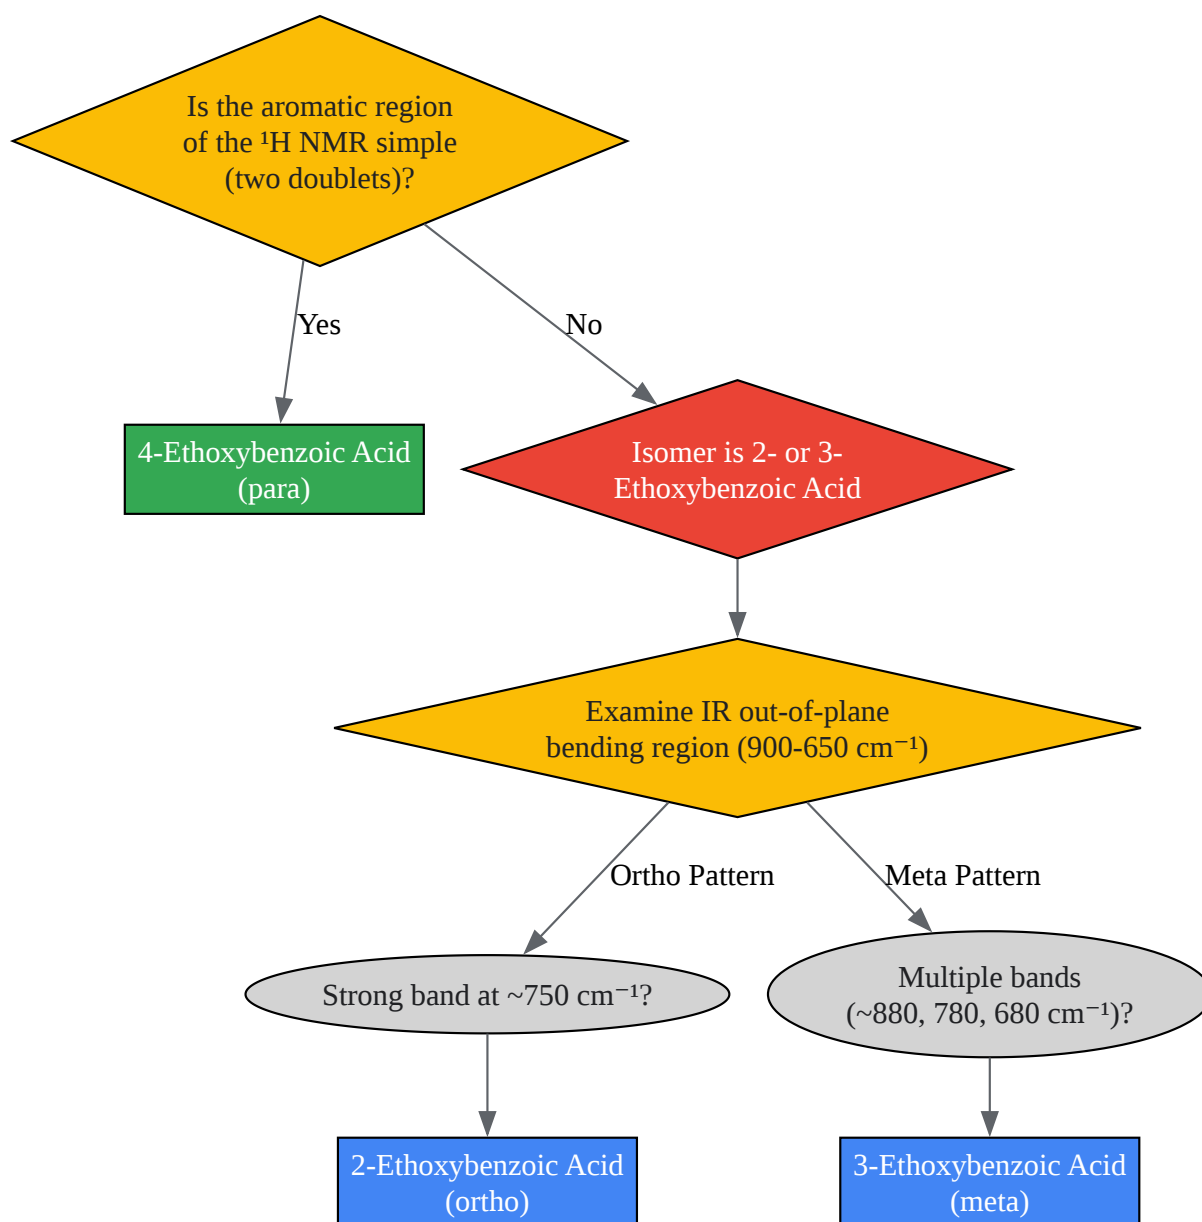 Is the aromatic region
of the ¹H NMR simple
(two doublets)?
Yes
No
4-Ethoxybenzoic Acid
(para)
Isomer is 2- or 3-
Ethoxybenzoic Acid
Examine IR out-of-plane
bending region (900-650 cm⁻¹)
Ortho Pattern
Meta Pattern
Strong band at ~750 cm⁻¹?
Multiple bands
(~880, 780, 680 cm⁻¹)?
2-Ethoxybenzoic Acid
(ortho)
3-Ethoxybenzoic Acid
(meta)